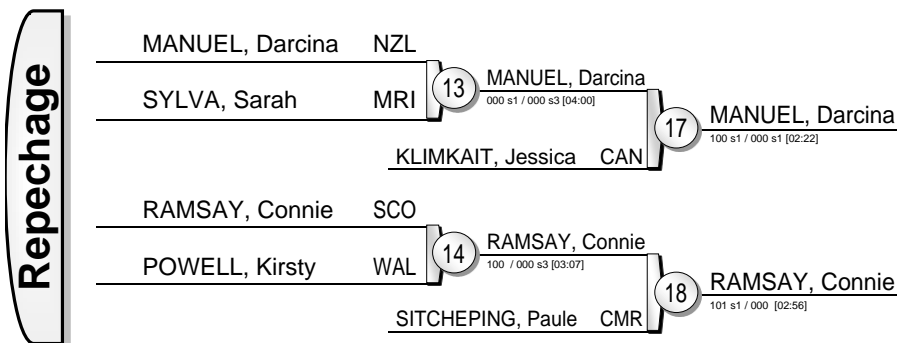 Repechage
MANUEL, Darcina NZL
SYLVA, Sarah MRI
13
MANUEL, Darcina
000 s1 / 000 s3 [04:00]
KLIMKAIT, Jessica CAN
17
MANUEL, Darcina
100 s1 / 000 s1 [02:22]
RAMSAY, Connie SCO
POWELL, Kirsty WAL
14
RAMSAY, Connie
100 / 000 s3 [03:07]
SITCHEPING, Paule CMR
18
RAMSAY, Connie
101 s1 / 000 [02:56]